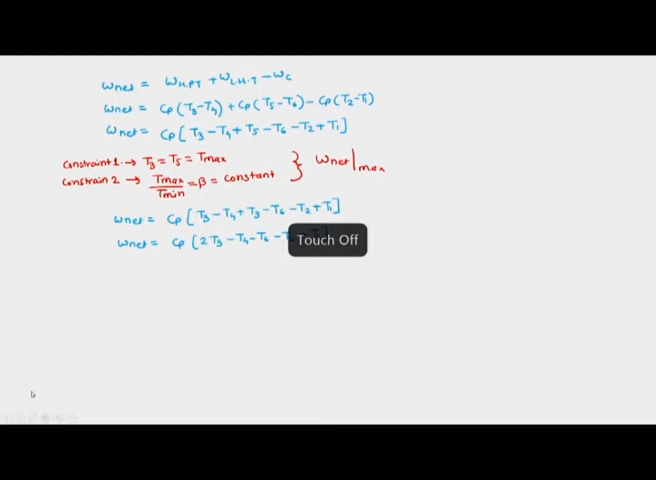 Wnet = WH.PT + WL.H.T - Wc
Wnet = Cp (T3-T4) + Cp (T5-T6) - Cp (T2-T1)
Wnet = Cp [ T3 - T4 + T5 - T6 - T2 + T1 ]
Constraint 1 → T3 = T5 = Tmax
Constrain 2 → Tmax/Tmin = β = constant } Wnet|max
Wnet = Cp [ T3 - T4 + T3 - T6 - T2 + T1 ]
Wnet = Cp [ 2T3 - T4 - T6 -
Touch Off